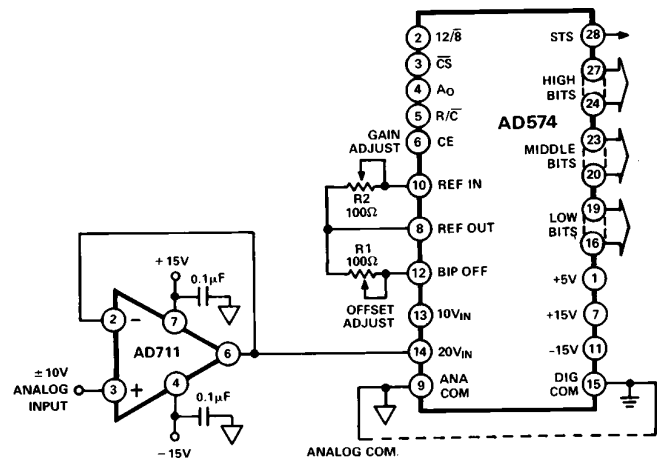 2 12/8̅
3 C̅S̅
4 A₀
5 R/C̅
6 CE
GAIN
ADJUST
R2
100Ω
10 REF IN
8 REF OUT
R1
100Ω
12 BIP OFF
OFFSET
ADJUST
13 10VIN
14 20VIN
9 ANA
COM
AD574
STS 28
27
HIGH
BITS
24
23
MIDDLE
BITS
20
19
LOW
BITS
16
+5V 1
+15V 7
-15V 11
DIG
COM 15
+15V
0.1μF
2 −
7
AD711
6
±10V
ANALOG
INPUT
3 +
4
0.1μF
−15V
ANALOG COM.